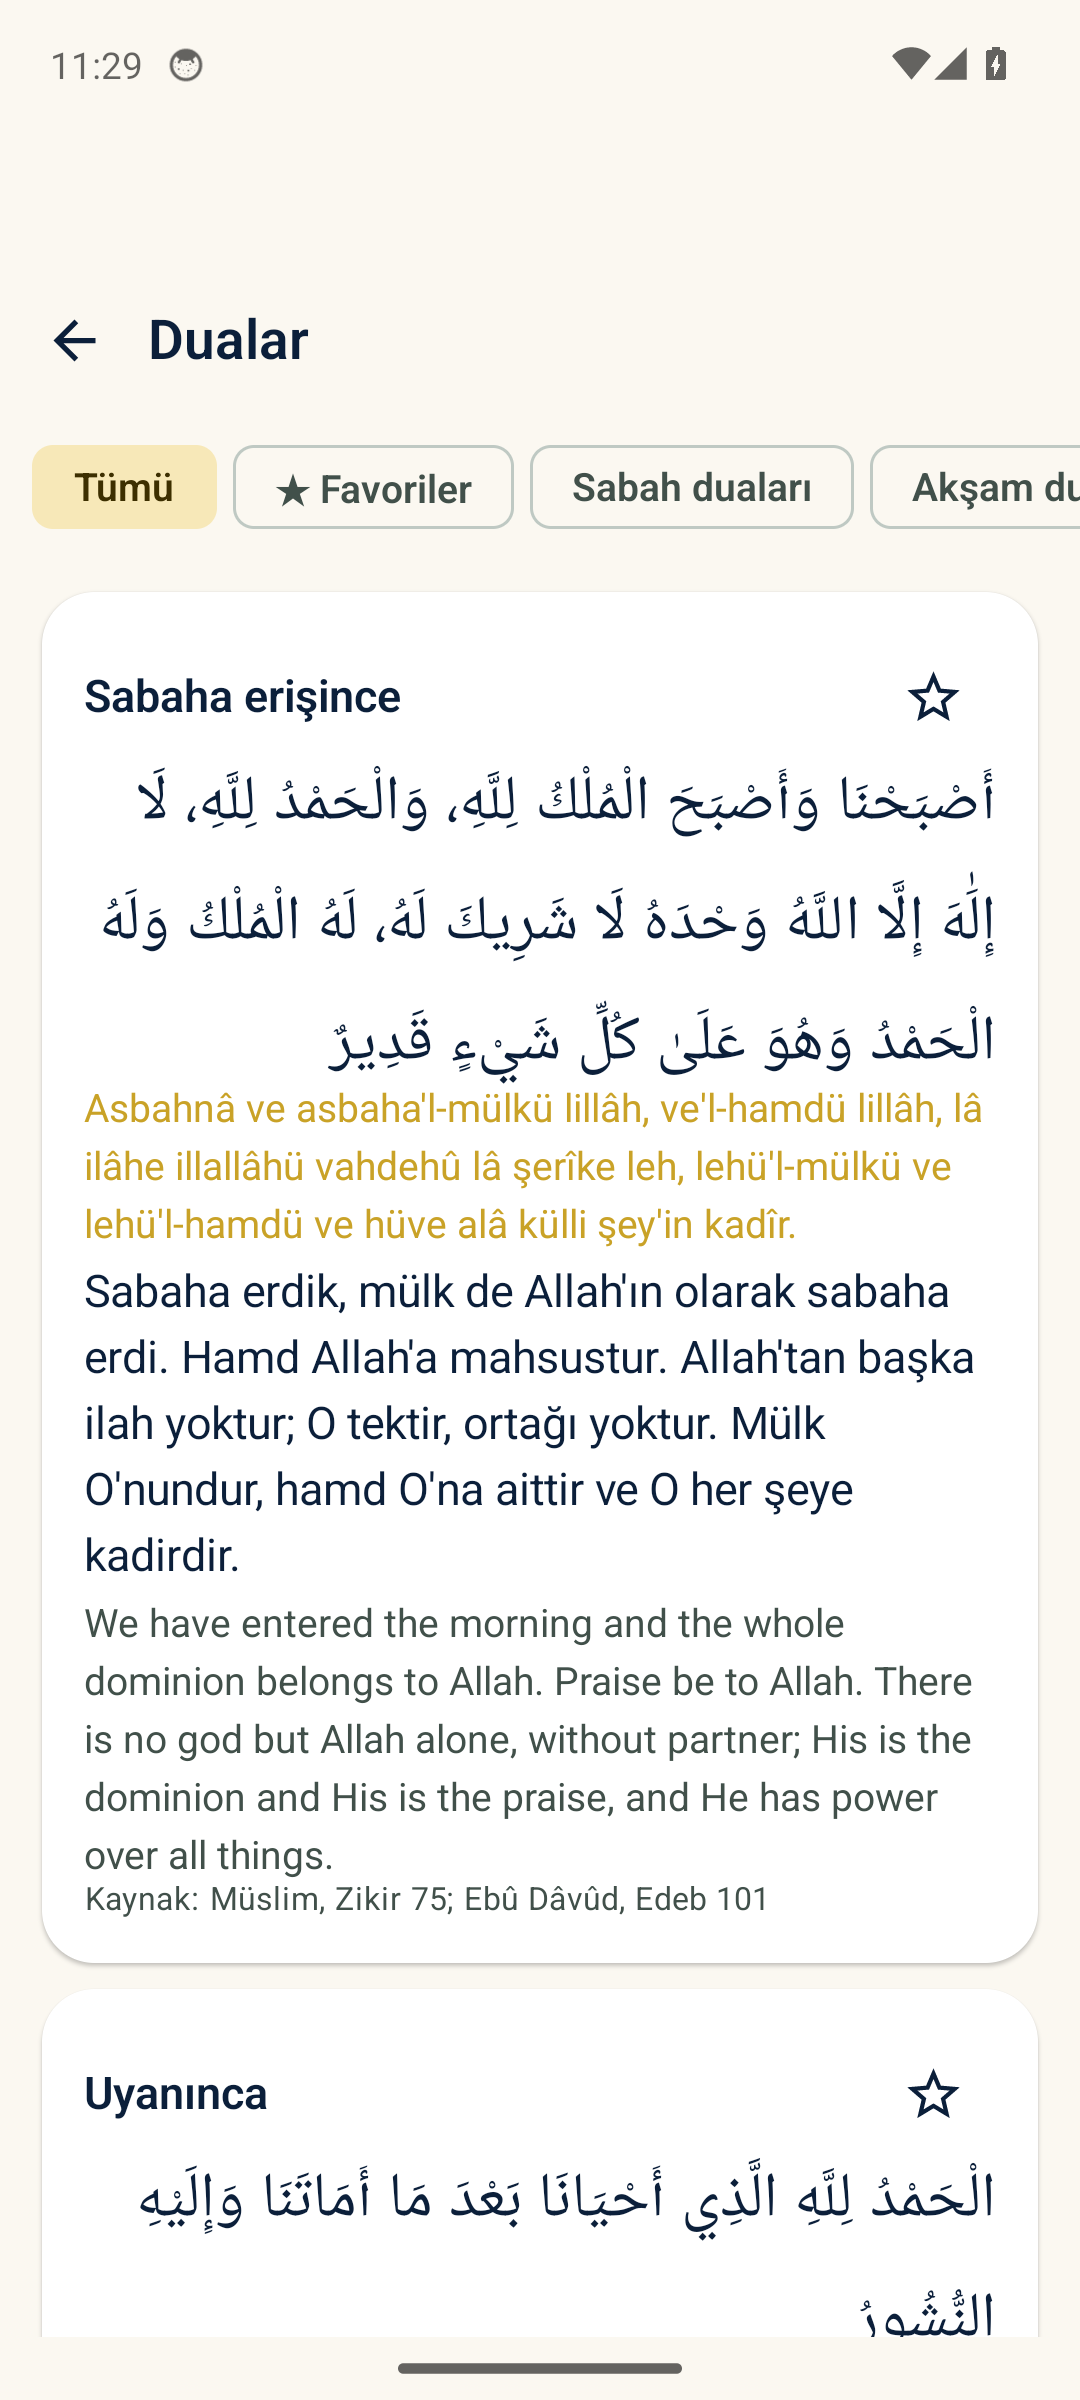 11:29
Dualar
Tümü
★ Favoriler
Sabah duaları
Akşam du
Sabaha erişince
أَصْبَحْنَا وَأَصْبَحَ الْمُلْكُ لِلَّهِ، وَالْحَمْدُ لِلَّهِ، لَا
إِلَٰهَ إِلَّا اللَّهُ وَحْدَهُ لَا شَرِيكَ لَهُ، لَهُ الْمُلْكُ وَلَهُ
الْحَمْدُ وَهُوَ عَلَىٰ كُلِّ شَيْءٍ قَدِيرٌ
Asbahnâ ve asbaha'l-mülkü lillâh, ve'l-hamdü lillâh, lâ
ilâhe illallâhü vahdehû lâ şerîke leh, lehü'l-mülkü ve
lehü'l-hamdü ve hüve alâ külli şey'in kadîr.
Sabaha erdik, mülk de Allah'ın olarak sabaha
erdi. Hamd Allah'a mahsustur. Allah'tan başka
ilah yoktur; O tektir, ortağı yoktur. Mülk
O'nundur, hamd O'na aittir ve O her şeye
kadirdir.
We have entered the morning and the whole
dominion belongs to Allah. Praise be to Allah. There
is no god but Allah alone, without partner; His is the
dominion and His is the praise, and He has power
over all things.
Kaynak: Müslim, Zikir 75; Ebû Dâvûd, Edeb 101
Uyanınca
الْحَمْدُ لِلَّهِ الَّذِي أَحْيَانَا بَعْدَ مَا أَمَاتَنَا وَإِلَيْهِ
النُّشُورُ